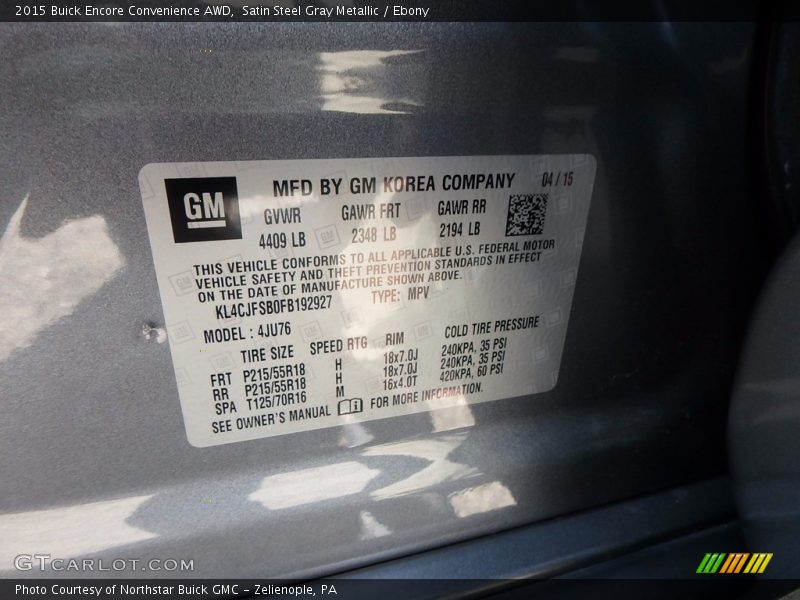 2015 Buick Encore Convenience AWD, Satin Steel Gray Metallic / Ebony
GM
MFD BY GM KOREA COMPANY 04 / 15
GVWR GAWR FRT GAWR RR
4409 LB 2348 LB 2194 LB
THIS VEHICLE CONFORMS TO ALL APPLICABLE U.S. FEDERAL MOTOR
VEHICLE SAFETY AND THEFT PREVENTION STANDARDS IN EFFECT
ON THE DATE OF MANUFACTURE SHOWN ABOVE.
KL4CJFSB0FB192927 TYPE: MPV
MODEL : 4JU76
TIRE SIZE SPEED RTG RIM COLD TIRE PRESSURE
FRT P215/55R18 H 18x7.0J 240KPA, 35 PSI
RR P215/55R18 H 18x7.0J 240KPA, 35 PSI
SPA T125/70R16 M 16x4.0T 420KPA, 60 PSI
SEE OWNER'S MANUAL FOR MORE INFORMATION.
GTCARLOT.COM
Photo Courtesy of Northstar Buick GMC - Zelienople, PA